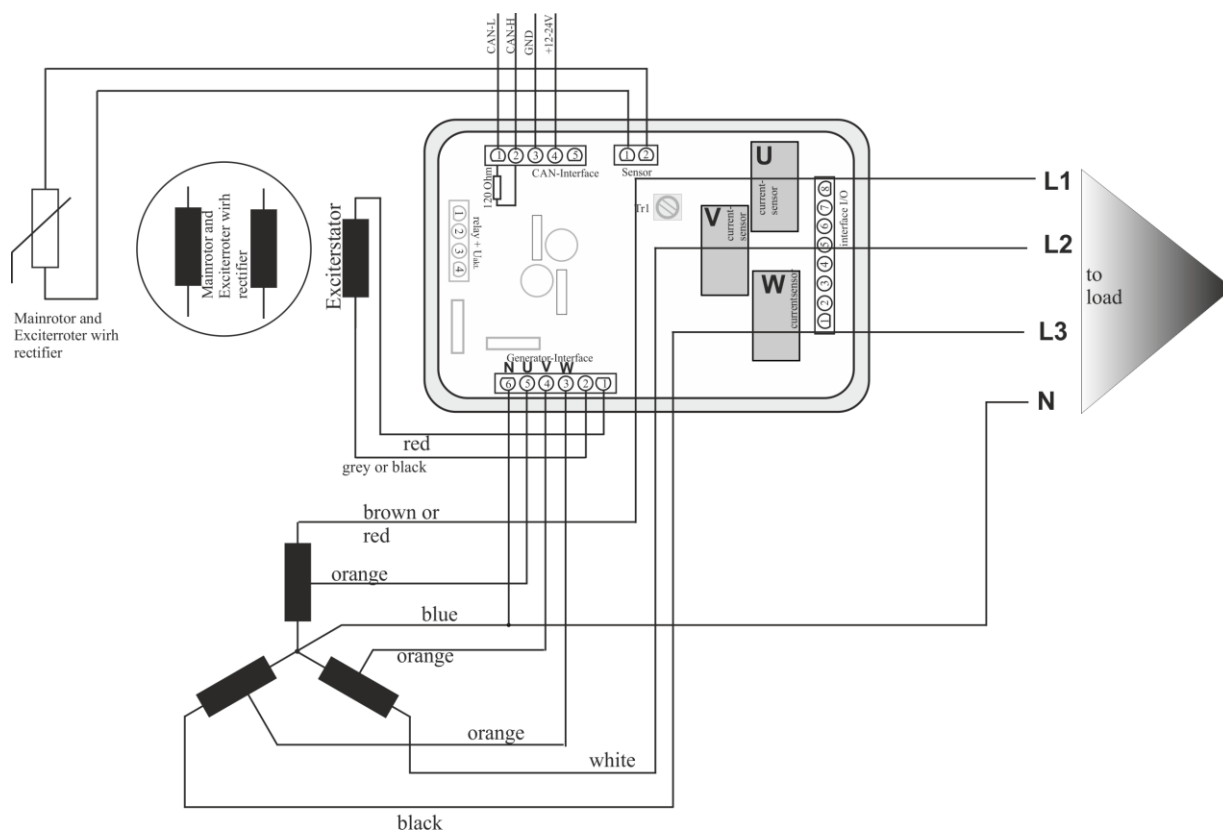 CAN-L
CAN-H
GND
+12-24V
1
2
3
4
5
CAN-Interface
120 Ohm
1
2
Sensor
Tr1
U
current-
sensor
V
current-
sensor
W
currentsensor
8
7
6
5
4
3
2
1
interface I/O
1
2
3
4
relay +
Generator-Interface
N U V W
6
5
4
3
2
1
L1
L2
L3
N
to
load
Mainrotor and
Exciterroter wirh
rectifier
Mainrotor and
Exciterroter wirh
rectifier
Exciterstator
red
grey or black
brown or
red
orange
blue
orange
orange
white
black